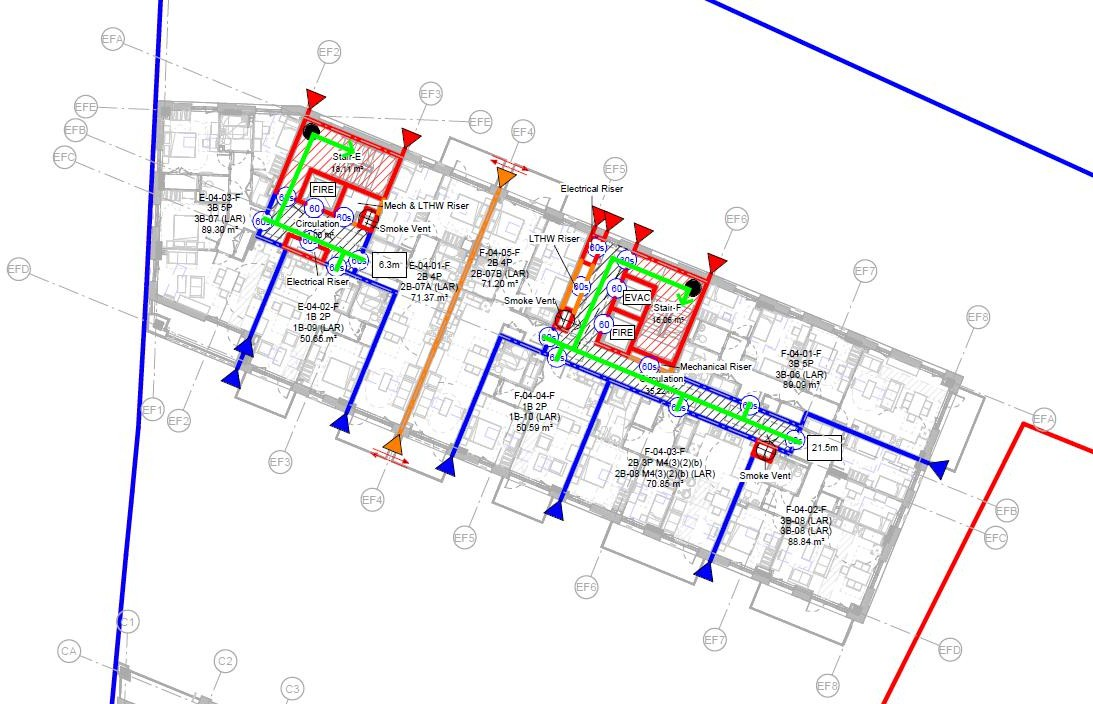 EFA
EF2
EFE
EF3
EFB
EFE
EF4
EFC
EF5
Stair-E
18.11 m²
FIRE
Electrical Riser
E-04-03-F
3B 5P
3B-07 (LAR)
89.30 m²
60s
60
60s
Mech & LTHW Riser
60s
Circulation
Smoke Vent
60s
60s
60s
6.3m
Electrical Riser
EF6
LTHW Riser
60s
60s
F-04-05-F
2B 4P
2B-07B (LAR)
71.20 m²
E-04-01-F
2B 4P
2B-07A (LAR)
71.37 m²
EFD
EF7
60s
60
EVAC
Stair-F
Smoke Vent
60
FIRE
E-04-02-F
1B 2P
1B-09 (LAR)
50.65 m²
EF8
60s
60s
60s
Mechanical Riser
Circulation
F-04-01-F
3B 5P
3B-06 (LAR)
89.09 m²
F-04-04-F
1B 2P
1B-10 (LAR)
50.59 m²
60s
60s
60s
EF1
EF2
EFA
21.5m
EF3
F-04-03-F
2B 3P M4(3)(2)(b)
2B-08 M4(3)(2)(b) (LAR)
70.85 m²
Smoke Vent
EF4
EFB
F-04-02-F
3B-08 (LAR)
3B-08 (LAR)
88.84 m²
EF5
EFC
EF6
C1
EF7
CA
EFD
C2
C3
EF8